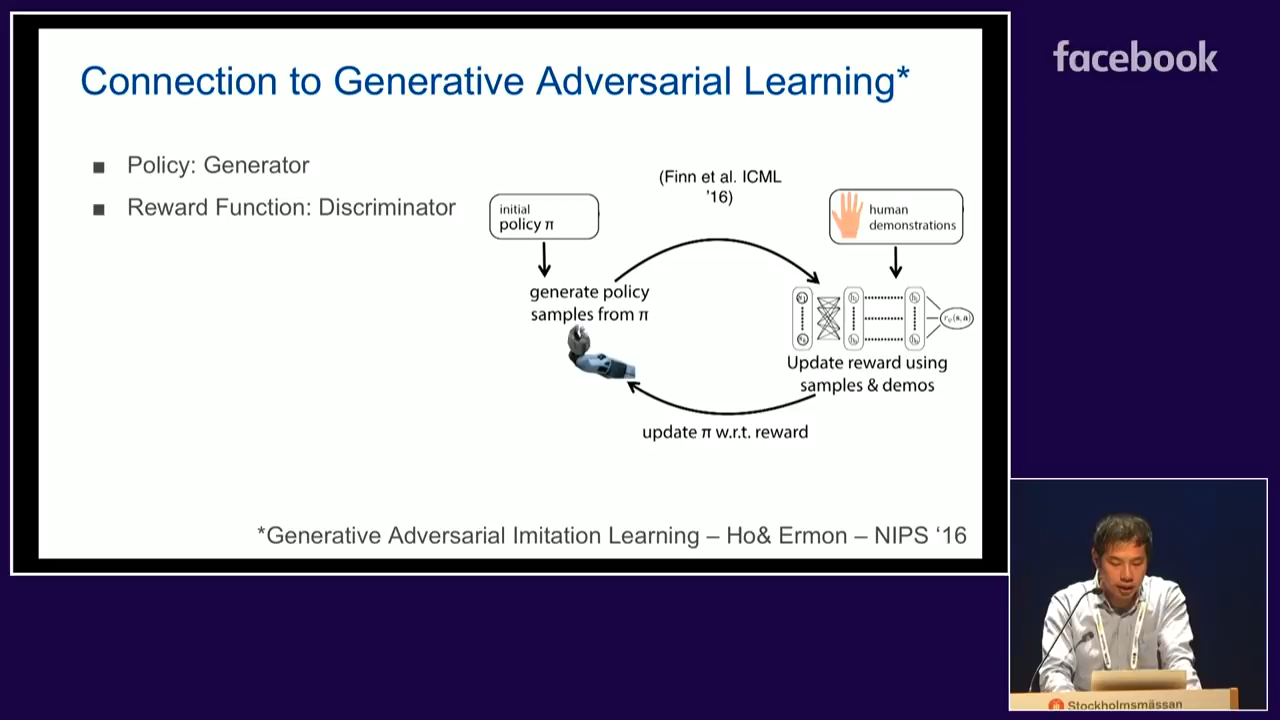 Connection to Generative Adversarial Learning*
facebook
■ Policy: Generator
■ Reward Function: Discriminator
(Finn et al. ICML
'16)
initial
policy π
human
demonstrations
generate policy
samples from π
Update reward using
samples & demos
update π w.r.t. reward
*Generative Adversarial Imitation Learning – Ho& Ermon – NIPS ‘16
Stockholmsmässan